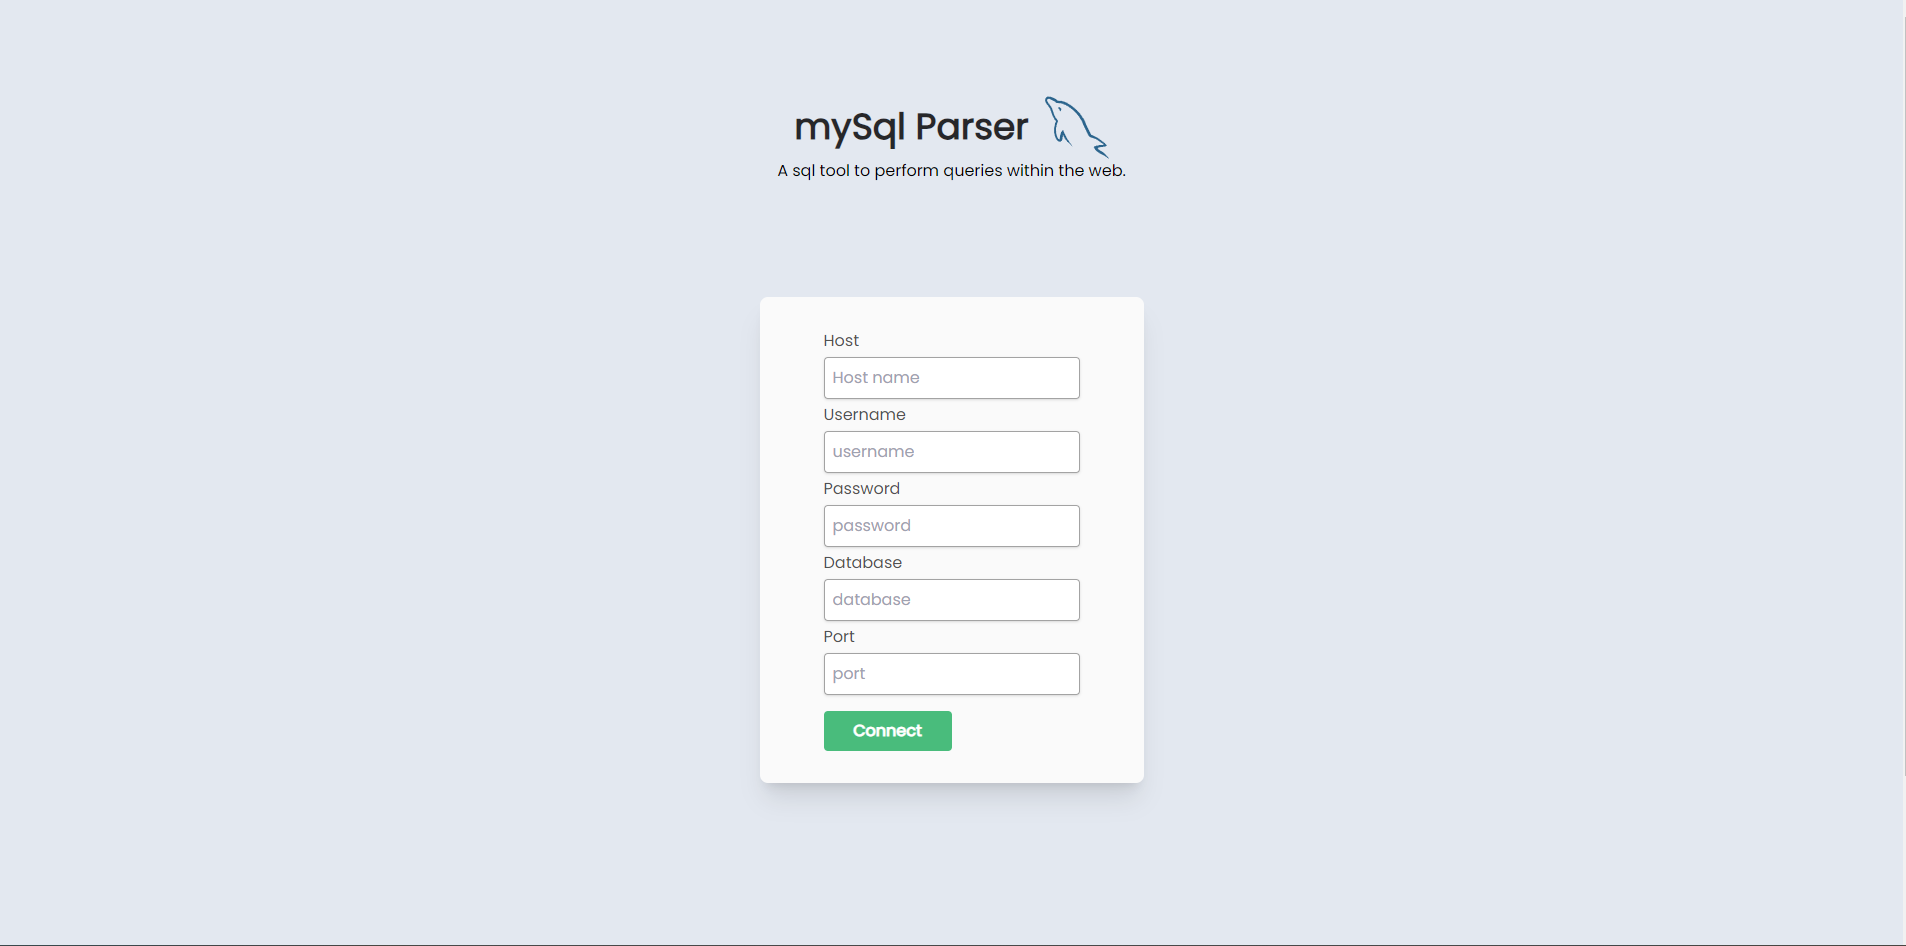 mySql Parser
A sql tool to perform queries within the web.
Host
Host name
Username
username
Password
password
Database
database
Port
port
Connect